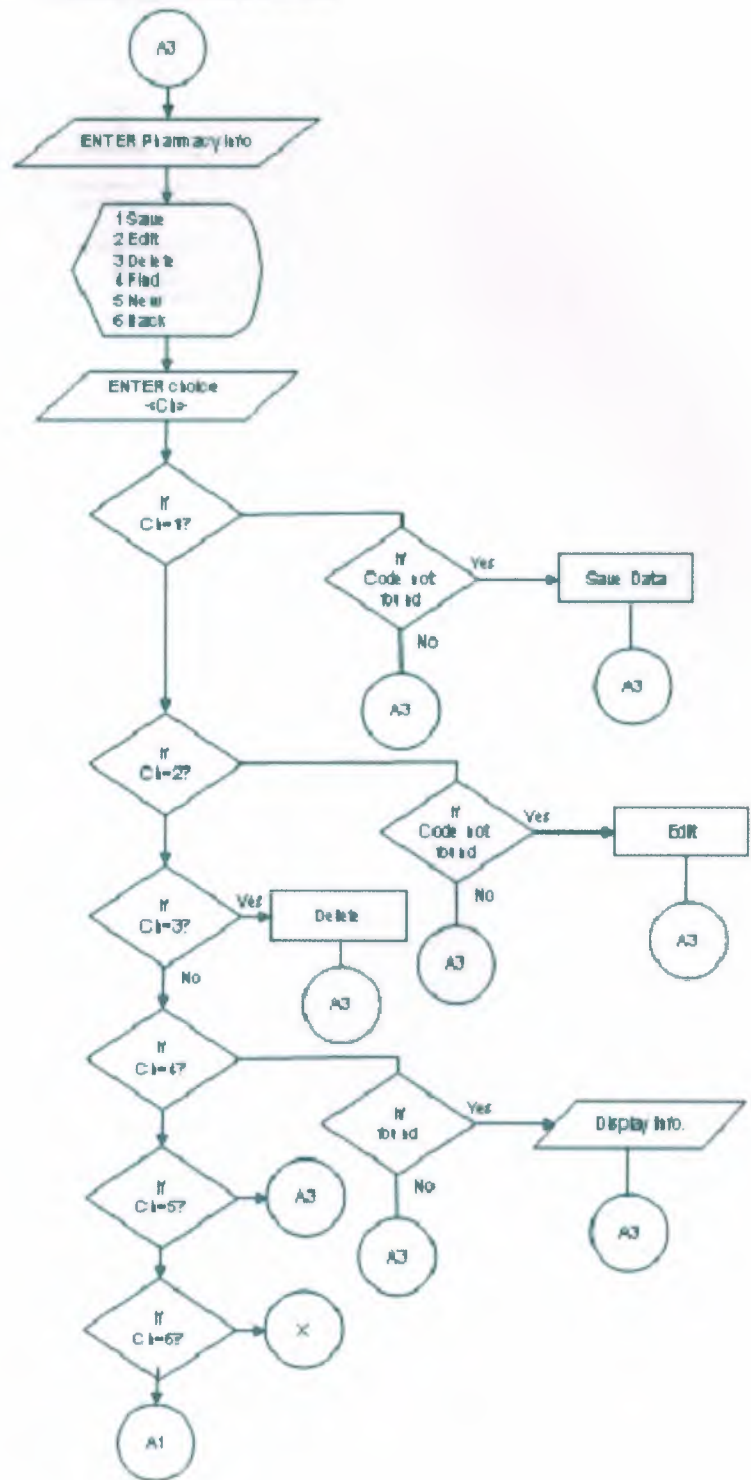 A3
ENTER Pharmacy Info
1 Save
2 Edit
3 Delete
4 Find
5 New
6 Back
ENTER choice
<Ch>
If
Ch=1?
If
Code not
found
Yes
Save Data
No
A3
A3
If
Ch=2?
If
Code not
found
Yes
Edit
No
A3
A3
If
Ch=3?
Yes
Delete
No
A3
If
Ch=4?
If
found
Yes
Display Info.
No
A3
A3
If
Ch=5?
A3
If
Ch=6?
X
A1